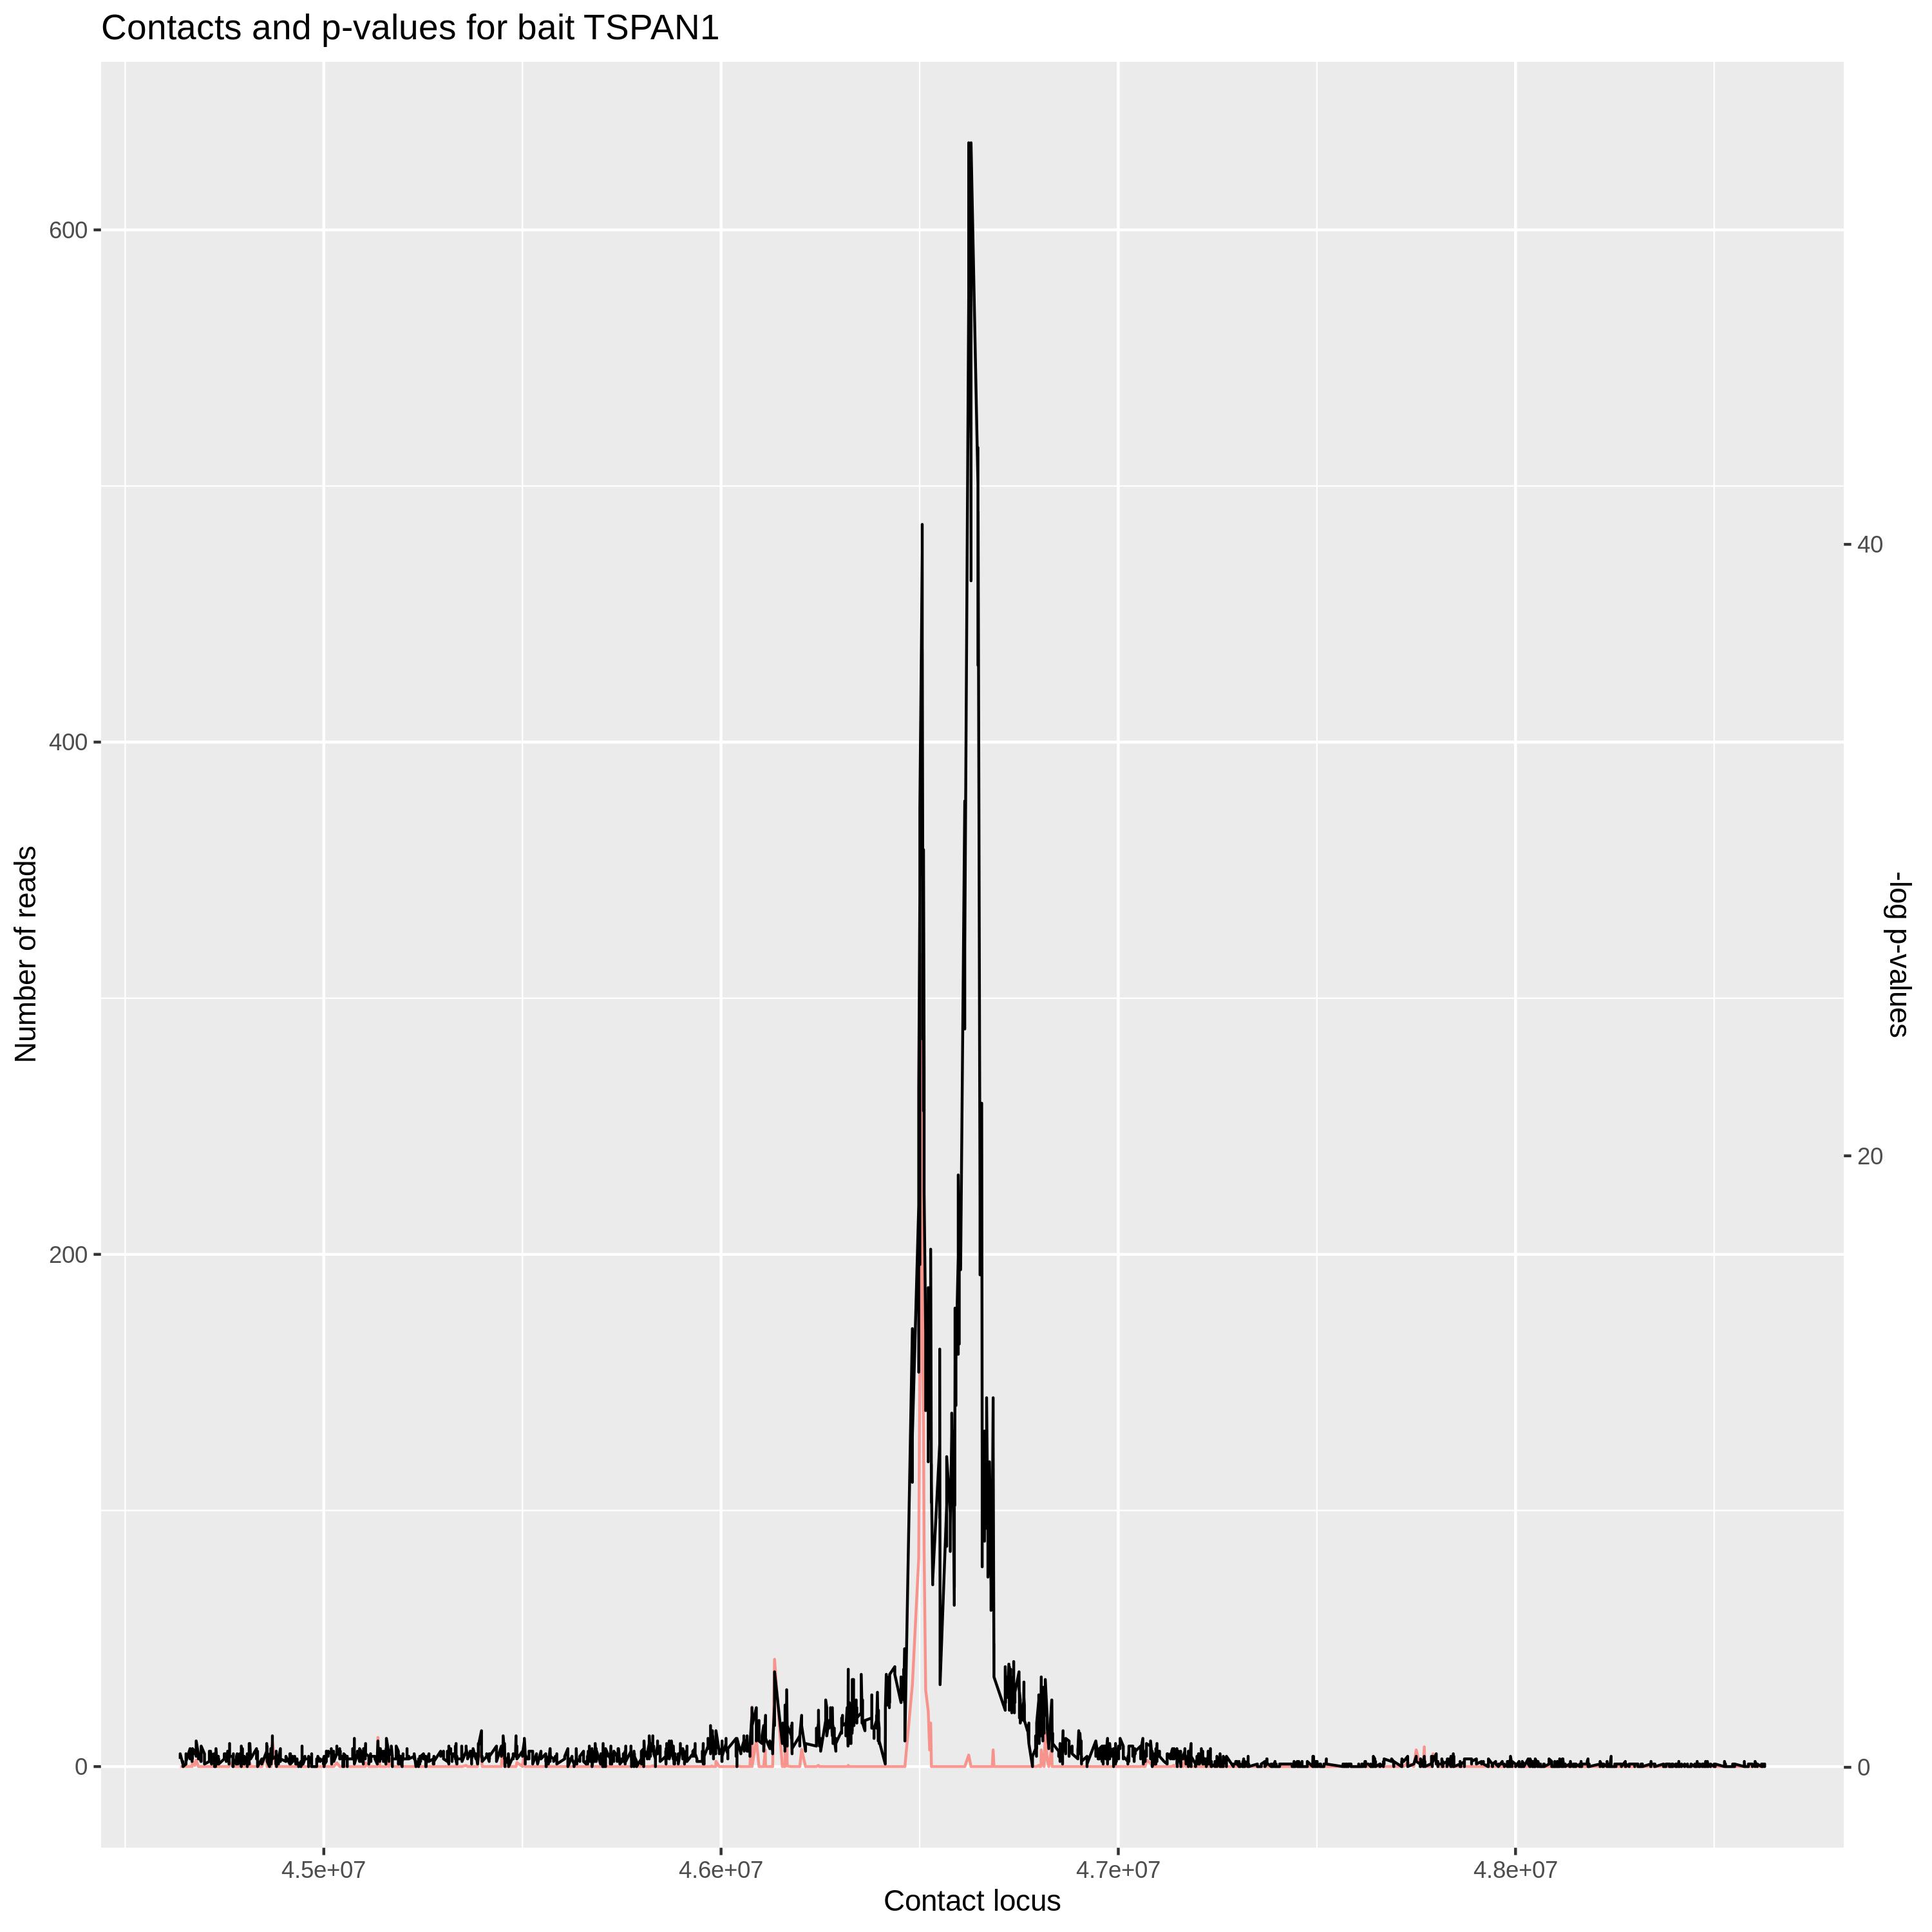 Contacts and p-values for bait TSPAN1
600
400
200
0
Number of reads
40
20
0
-log p-values
4.5e+07
4.6e+07
4.7e+07
4.8e+07
Contact locus